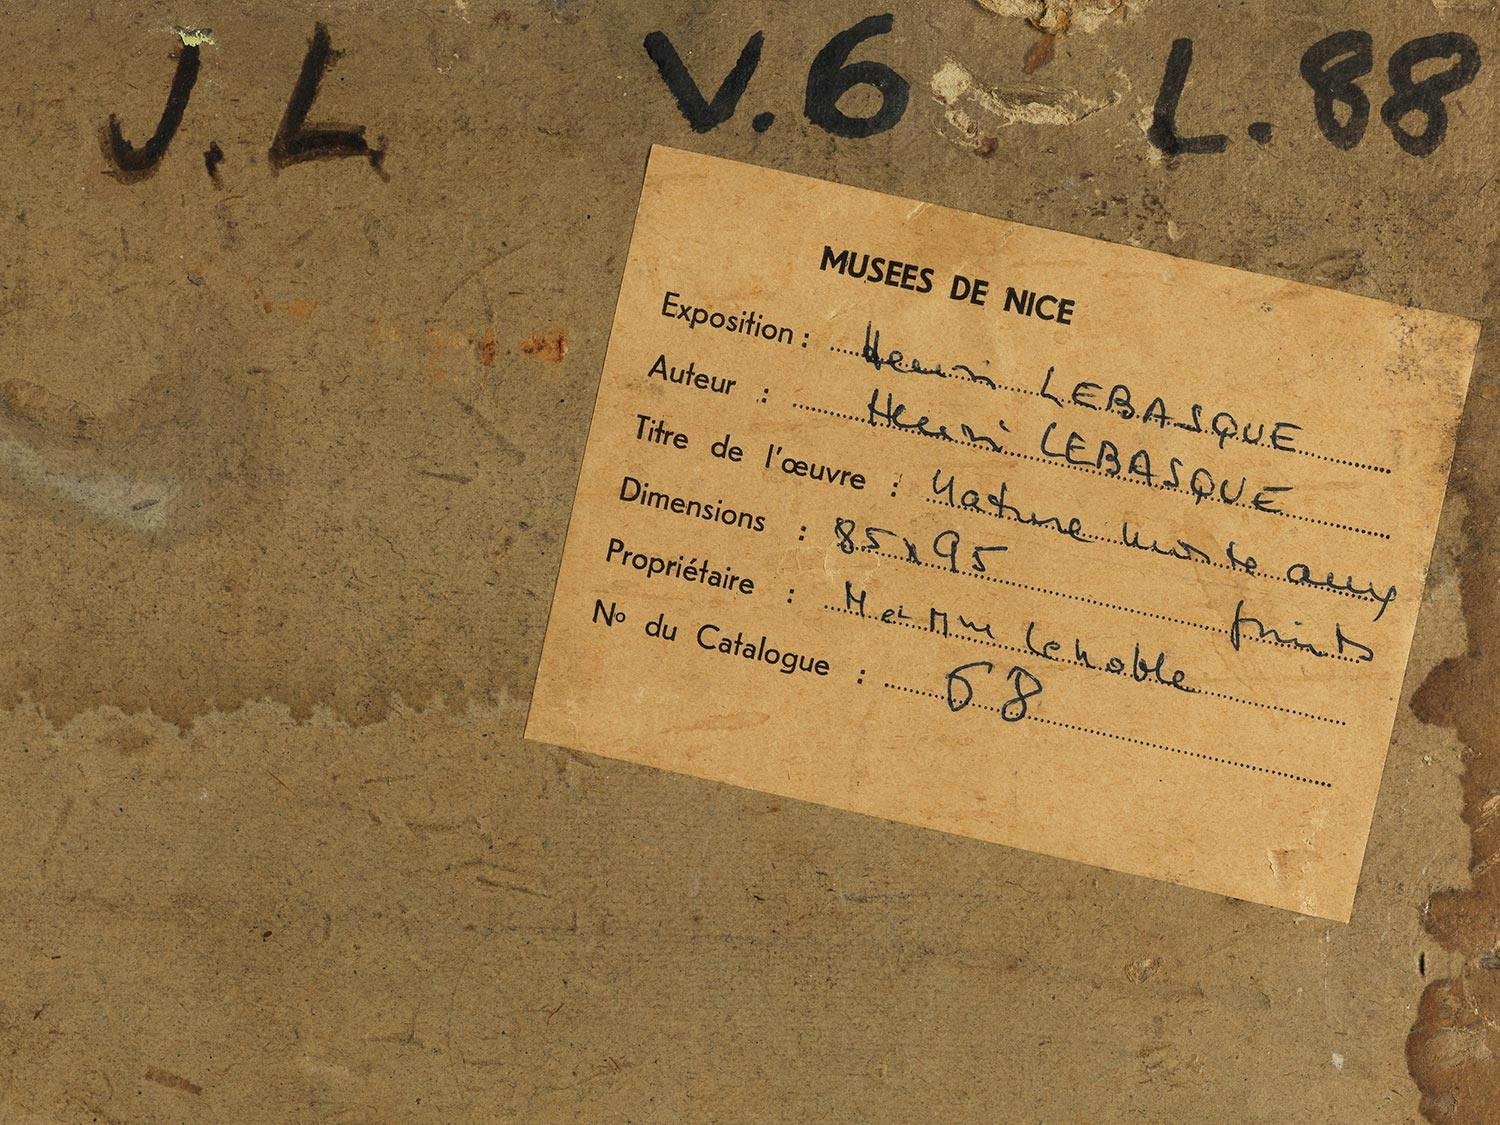 J.L V.6 L.88
MUSEES DE NICE
Exposition : Henri LEBASQUE
Auteur : Henri LEBASQUE
Titre de l'œuvre : Nature morte aux
fruits
Dimensions : 85x95
Propriétaire : M et Mme Lenoble
No du Catalogue : 68